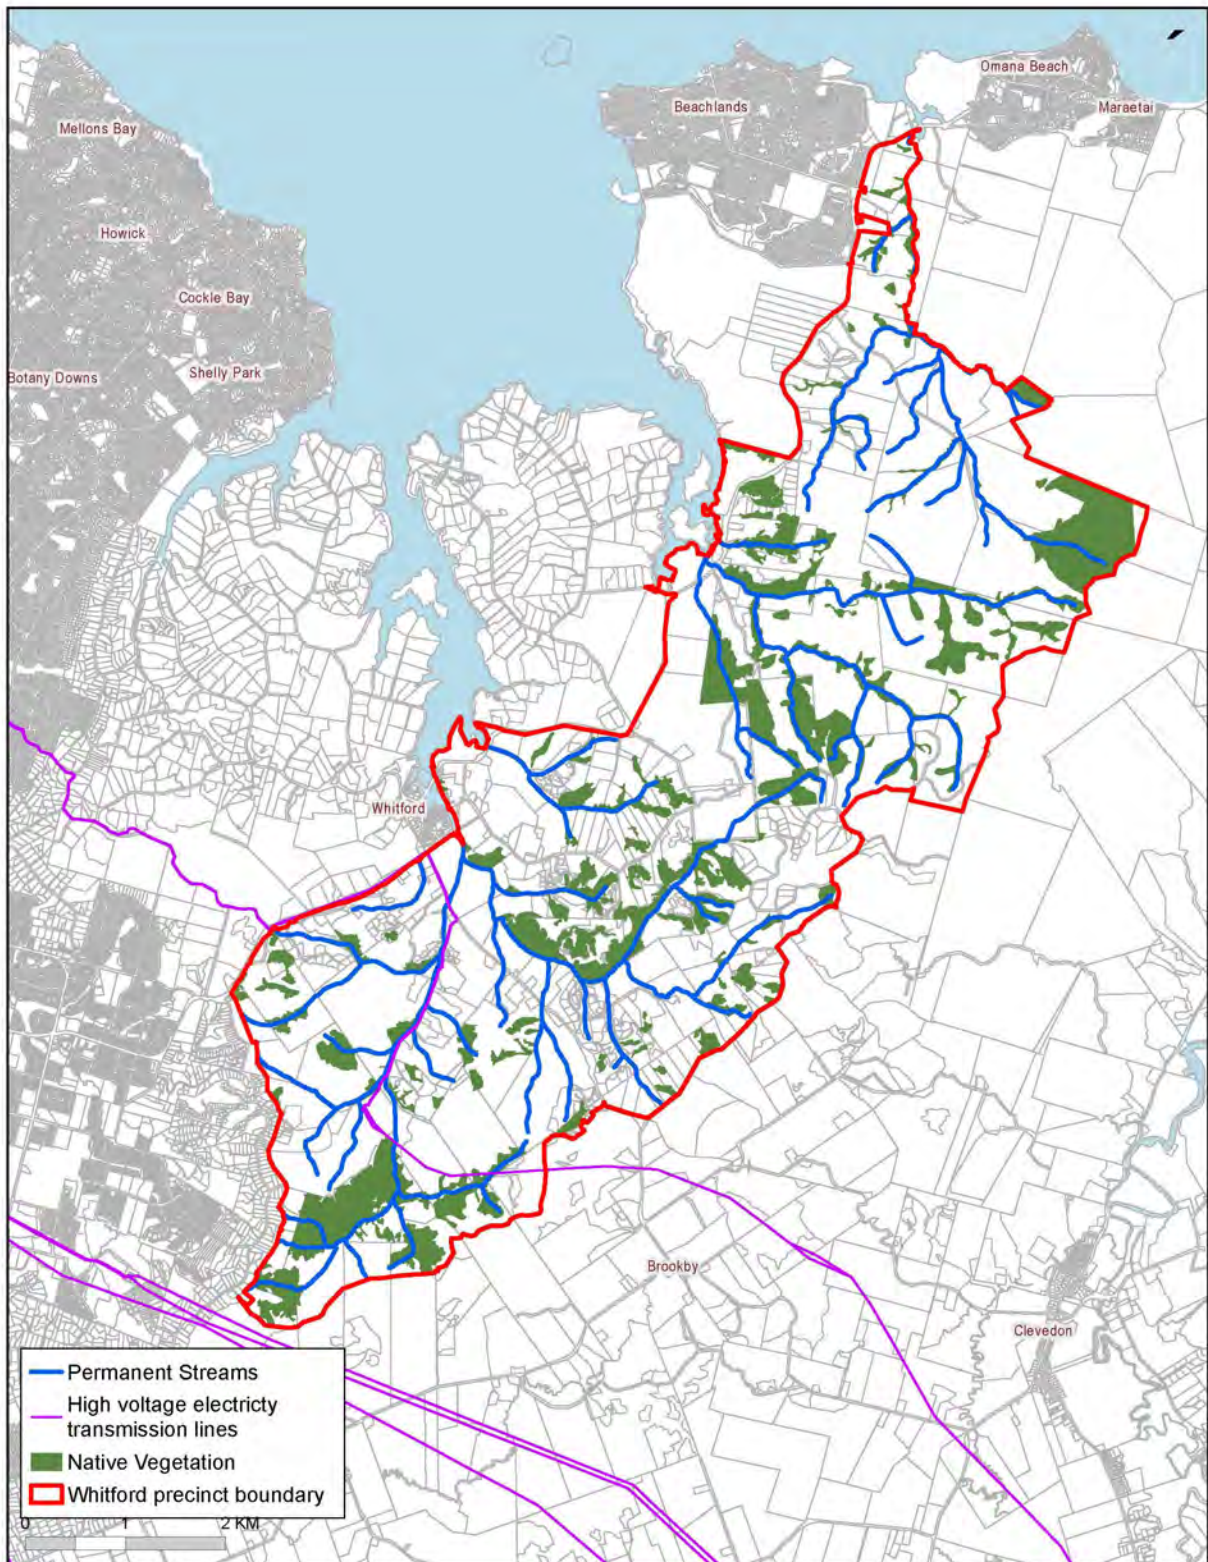 Omana Beach
Beachlands
Maraetai
Mellons Bay
Howick
Cockle Bay
Botany Downs
Shelly Park
Whitford
Brookby
Clevedon
Permanent Streams
High voltage electricty
transmission lines
Native Vegetation
Whitford precinct boundary
0 1 2 KM